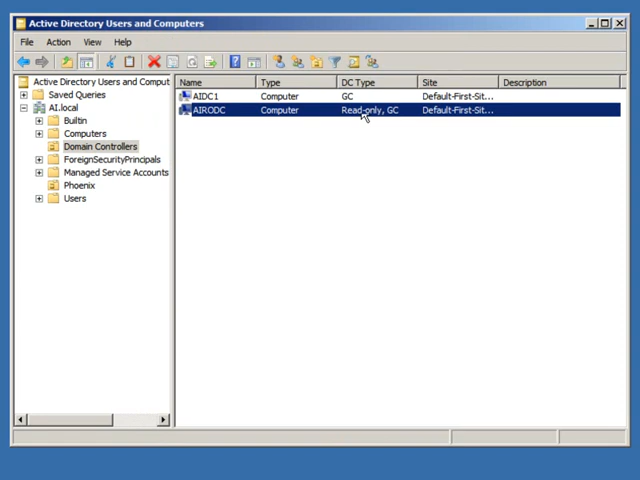 Active Directory Users and Computers
File Action View Help
Active Directory Users and Comput
Saved Queries
AI.local
Builtin
Computers
Domain Controllers
ForeignSecurityPrincipals
Managed Service Accounts
Phoenix
Users
Name Type DC Type Site Description
AIDC1 Computer GC Default-First-Sit...
AIRODC Computer Read-only, GC Default-First-Sit...